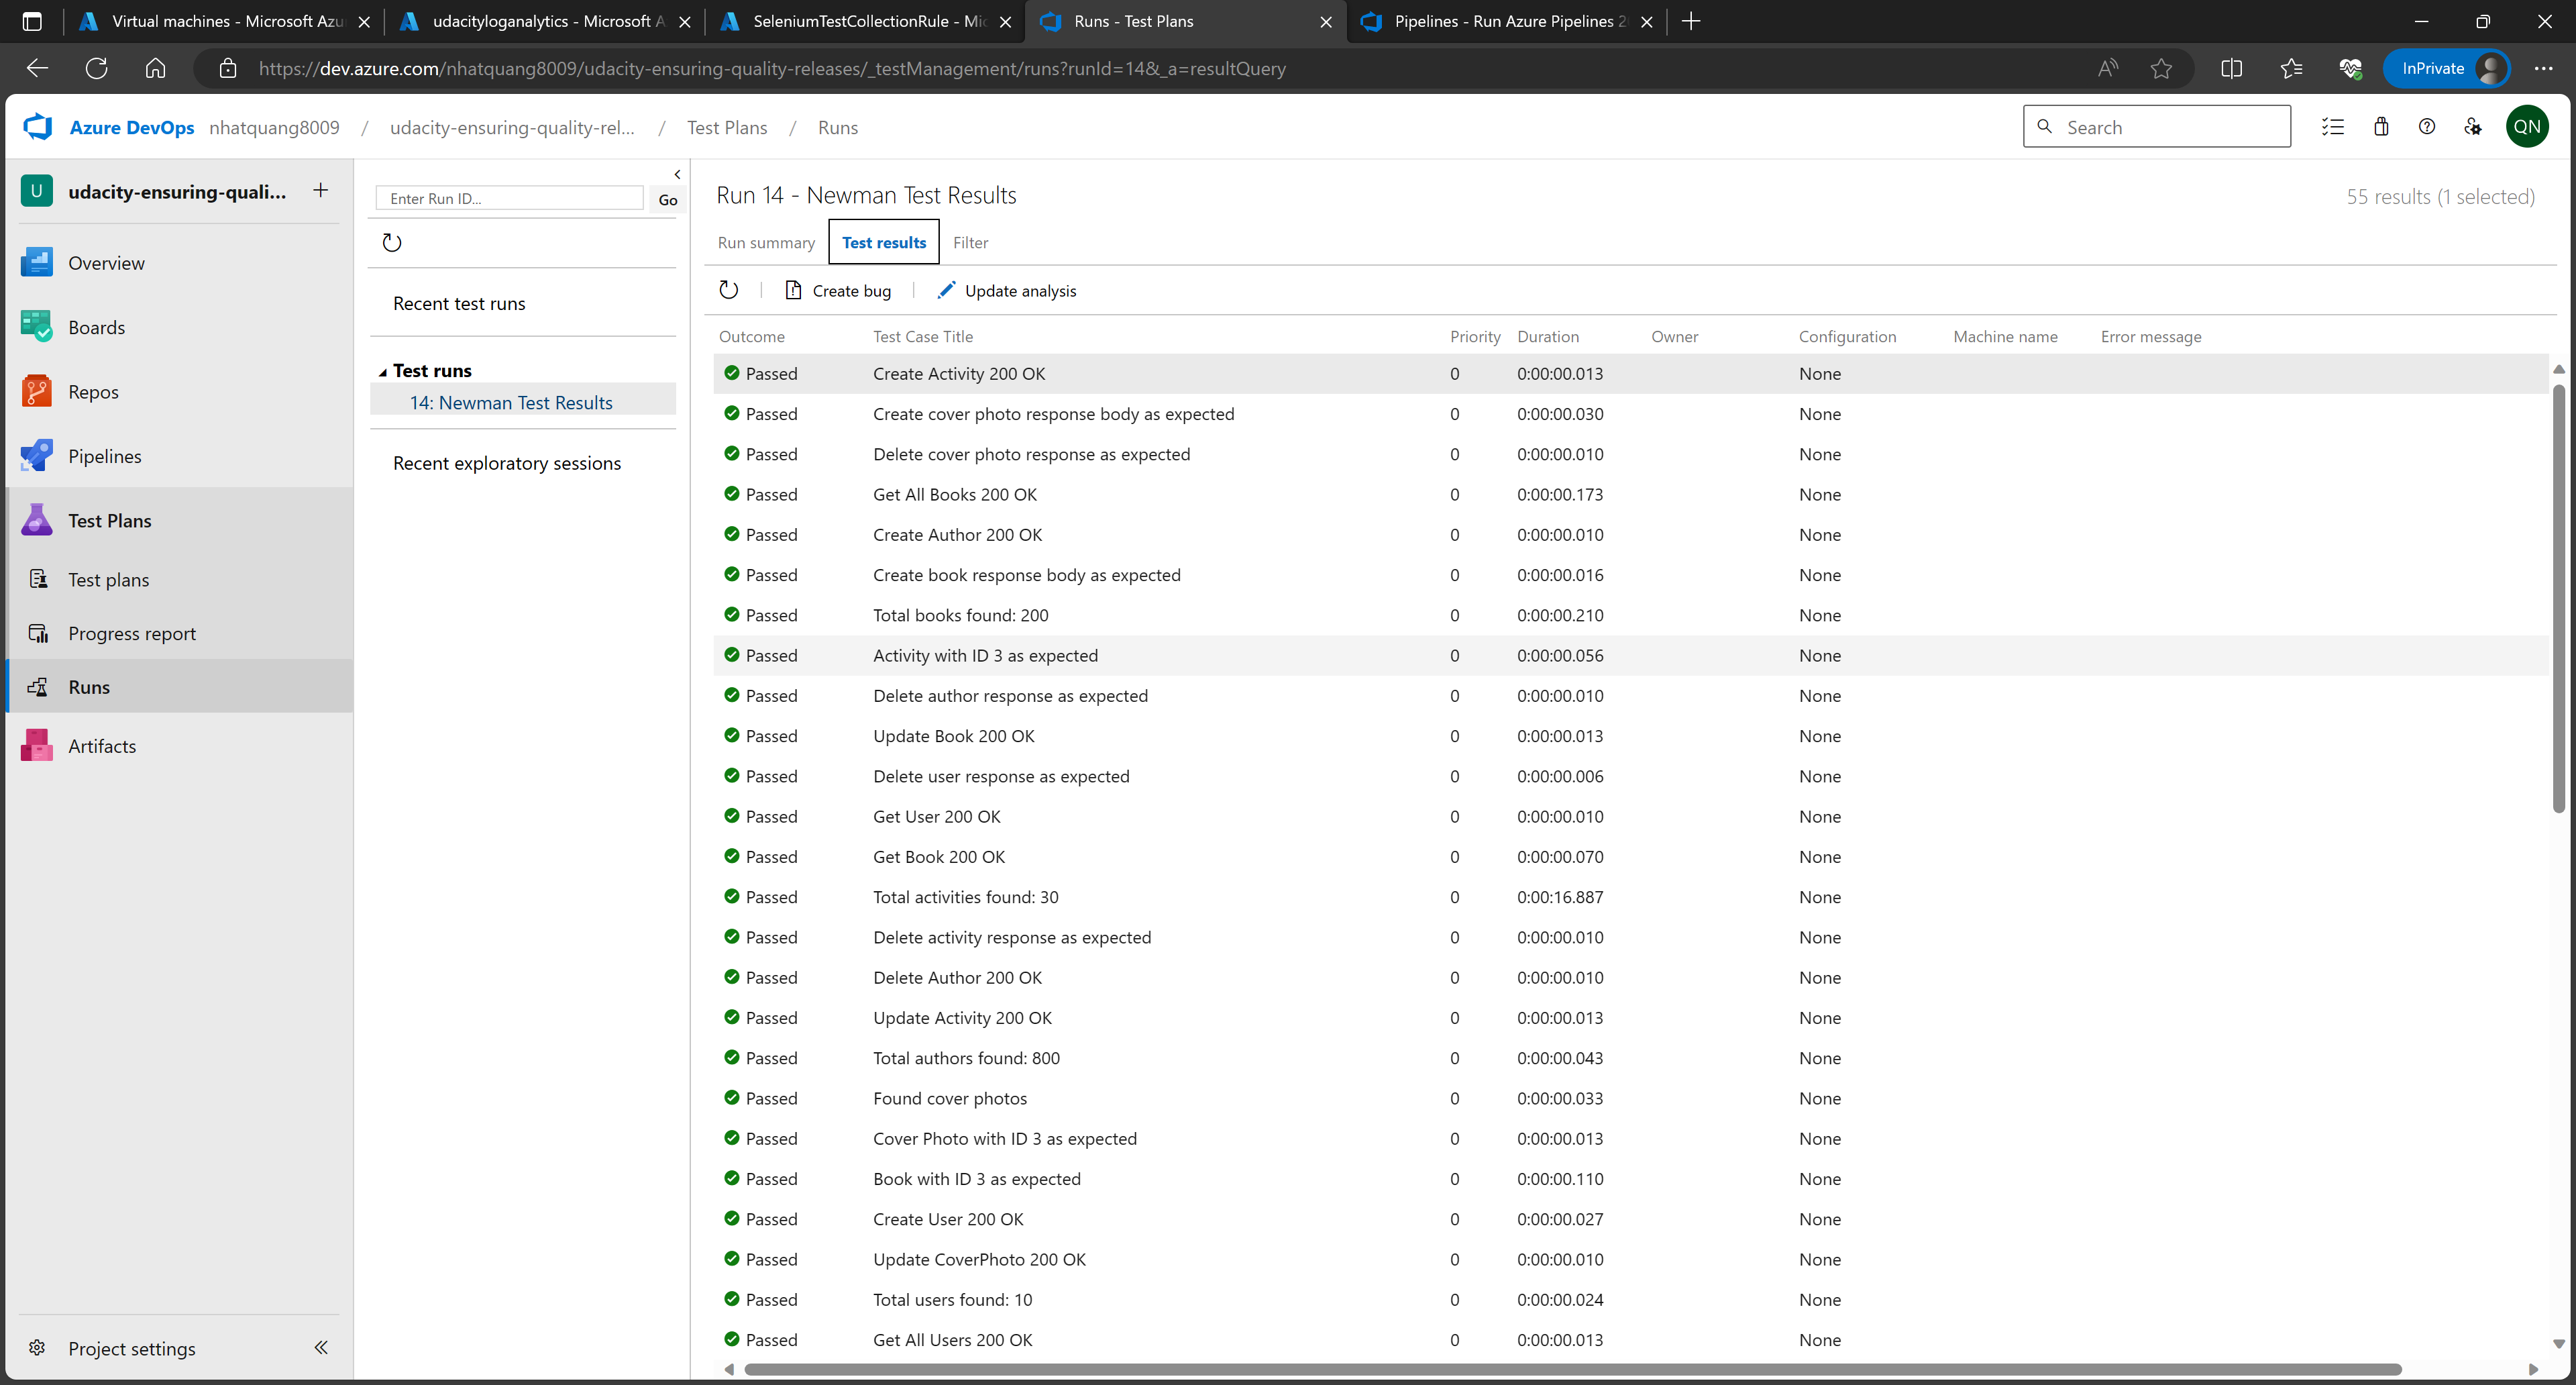 Virtual machines - Microsoft Azu
udacityloganalytics - Microsoft A
SeleniumTestCollectionRule - Mic
Runs - Test Plans
Pipelines - Run Azure Pipelines 2
https://dev.azure.com/nhatquang8009/udacity-ensuring-quality-releases/_testManagement/runs?runId=14&_a=resultQuery
InPrivate
Azure DevOps nhatquang8009 / udacity-ensuring-quality-rel... / Test Plans / Runs
Search
QN
U udacity-ensuring-quali...
Overview
Boards
Repos
Pipelines
Test Plans
Test plans
Progress report
Runs
Artifacts
Project settings
Enter Run ID...
Go
Recent test runs
Test runs
14: Newman Test Results
Recent exploratory sessions
Run 14 - Newman Test Results
55 results (1 selected)
Run summary Test results Filter
Create bug Update analysis
Outcome Test Case Title Priority Duration Owner Configuration Machine name Error message
Passed Create Activity 200 OK 0 0:00:00.013 None
Passed Create cover photo response body as expected 0 0:00:00.030 None
Passed Delete cover photo response as expected 0 0:00:00.010 None
Passed Get All Books 200 OK 0 0:00:00.173 None
Passed Create Author 200 OK 0 0:00:00.010 None
Passed Create book response body as expected 0 0:00:00.016 None
Passed Total books found: 200 0 0:00:00.210 None
Passed Activity with ID 3 as expected 0 0:00:00.056 None
Passed Delete author response as expected 0 0:00:00.010 None
Passed Update Book 200 OK 0 0:00:00.013 None
Passed Delete user response as expected 0 0:00:00.006 None
Passed Get User 200 OK 0 0:00:00.010 None
Passed Get Book 200 OK 0 0:00:00.070 None
Passed Total activities found: 30 0 0:00:16.887 None
Passed Delete activity response as expected 0 0:00:00.010 None
Passed Delete Author 200 OK 0 0:00:00.010 None
Passed Update Activity 200 OK 0 0:00:00.013 None
Passed Total authors found: 800 0 0:00:00.043 None
Passed Found cover photos 0 0:00:00.033 None
Passed Cover Photo with ID 3 as expected 0 0:00:00.013 None
Passed Book with ID 3 as expected 0 0:00:00.110 None
Passed Create User 200 OK 0 0:00:00.027 None
Passed Update CoverPhoto 200 OK 0 0:00:00.010 None
Passed Total users found: 10 0 0:00:00.024 None
Passed Get All Users 200 OK 0 0:00:00.013 None